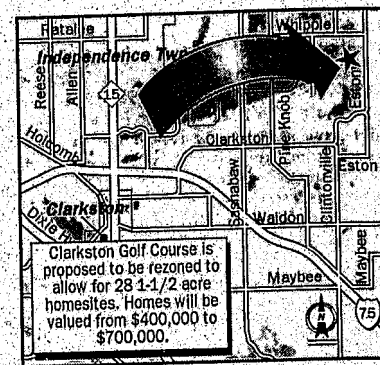 Rataliie
Whipple
Independence Twp.
Reese
Allen
15
Eston
Holcomb
Clarkston
Pine Knob
Sashabaw
Clintonville
Eston
Clarkston
Dixie H
Waldon
Maybee
Maybee
75
N
Clarkston Golf Course is
proposed to be rezoned to
allow for 28 1-1/2 acre
homesites. Homes will be
valued from $400,000 to
$700,000.